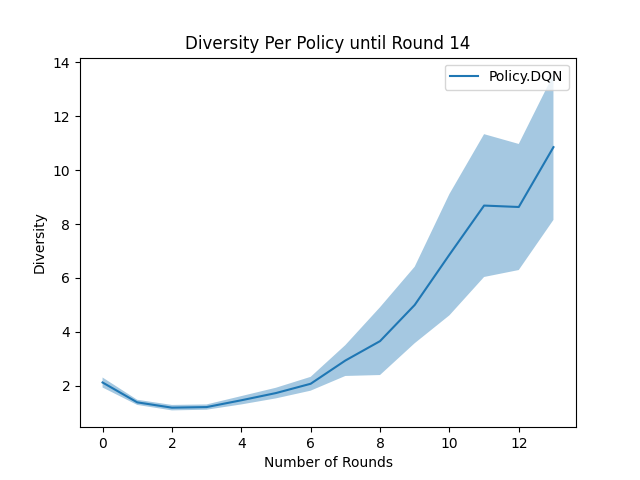 Diversity Per Policy until Round 14
Policy.DQN
Diversity
14
12
10
8
6
4
2
0 2 4 6 8 10 12
Number of Rounds